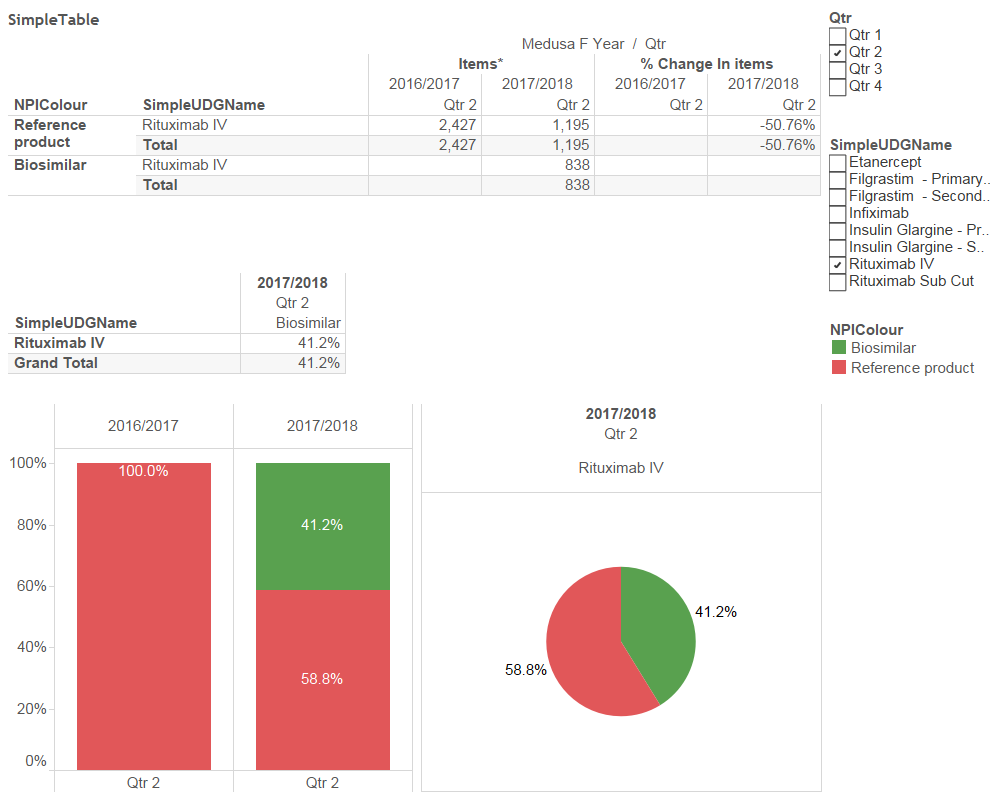 SimpleTable
Medusa F Year / Qtr
Items* % Change In items
2016/2017 2017/2018 2016/2017 2017/2018
NPIColour SimpleUDGName Qtr 2 Qtr 2 Qtr 2 Qtr 2
Reference product Rituximab IV 2,427 1,195 -50.76%
Total 2,427 1,195 -50.76%
Biosimilar Rituximab IV 838
Total 838
Qtr
Qtr 1
Qtr 2
Qtr 3
Qtr 4
SimpleUDGName
Etanercept
Filgrastim - Primary..
Filgrastim - Second..
Infiximab
Insulin Glargine - Pr..
Insulin Glargine - S..
Rituximab IV
Rituximab Sub Cut
NPIColour
Biosimilar
Reference product
2017/2018
Qtr 2
SimpleUDGName Biosimilar
Rituximab IV 41.2%
Grand Total 41.2%
2016/2017 2017/2018
100%
80%
60%
40%
20%
0%
100.0%
41.2%
58.8%
Qtr 2 Qtr 2
2017/2018
Qtr 2
Rituximab IV
41.2%
58.8%